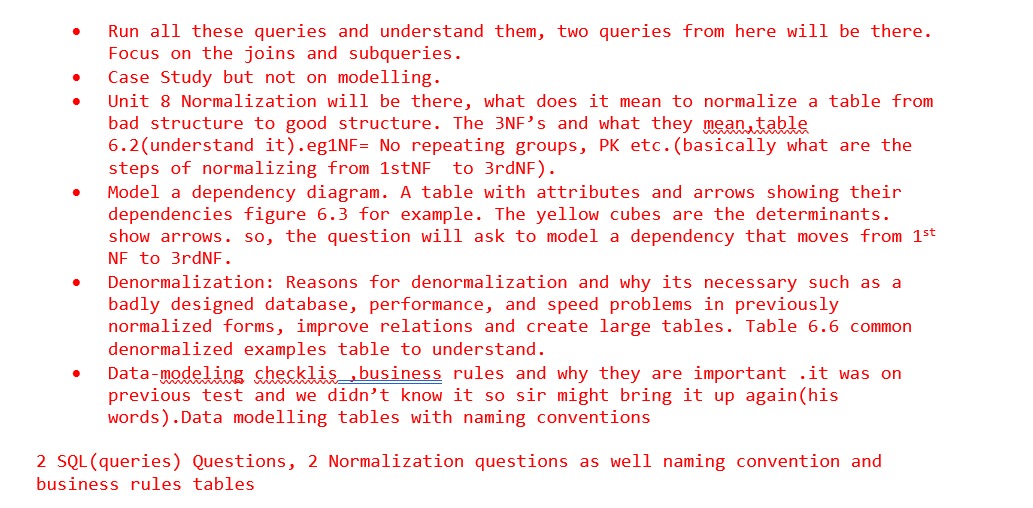 • Run all these queries and understand them, two queries from here will be there.
Focus on the joins and subqueries.
• Case Study but not on modelling.
• Unit 8 Normalization will be there, what does it mean to normalize a table from
bad structure to good structure. The 3NF’s and what they mean,table
6.2(understand it).eg1NF= No repeating groups, PK etc.(basically what are the
steps of normalizing from 1stNF  to 3rdNF).
• Model a dependency diagram. A table with attributes and arrows showing their
dependencies figure 6.3 for example. The yellow cubes are the determinants.
show arrows. so, the question will ask to model a dependency that moves from 1st
NF to 3rdNF.
• Denormalization: Reasons for denormalization and why its necessary such as a
badly designed database, performance, and speed problems in previously
normalized forms, improve relations and create large tables. Table 6.6 common
denormalized examples table to understand.
• Data-modeling checklis ,business rules and why they are important .it was on
previous test and we didn’t know it so sir might bring it up again(his
words).Data modelling tables with naming conventions
2 SQL(queries) Questions, 2 Normalization questions as well naming convention and
business rules tables